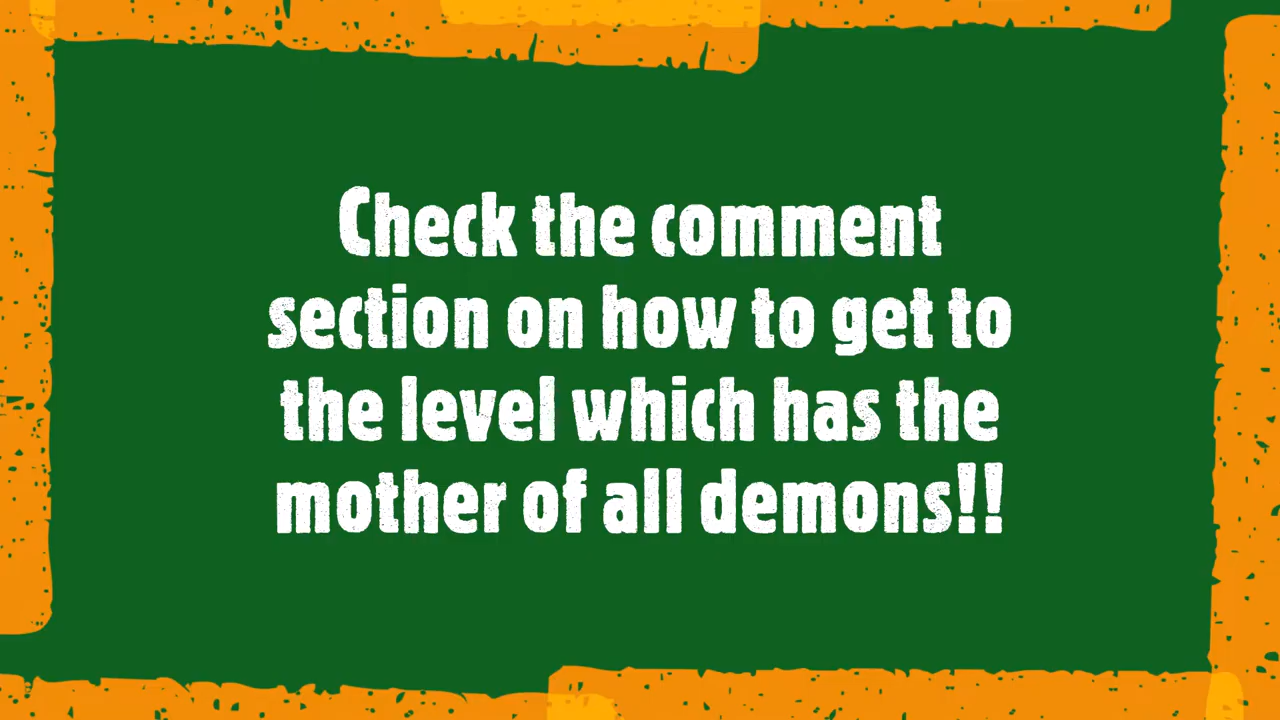 Check the comment
section on how to get to
the level which has the
mother of all demons!!